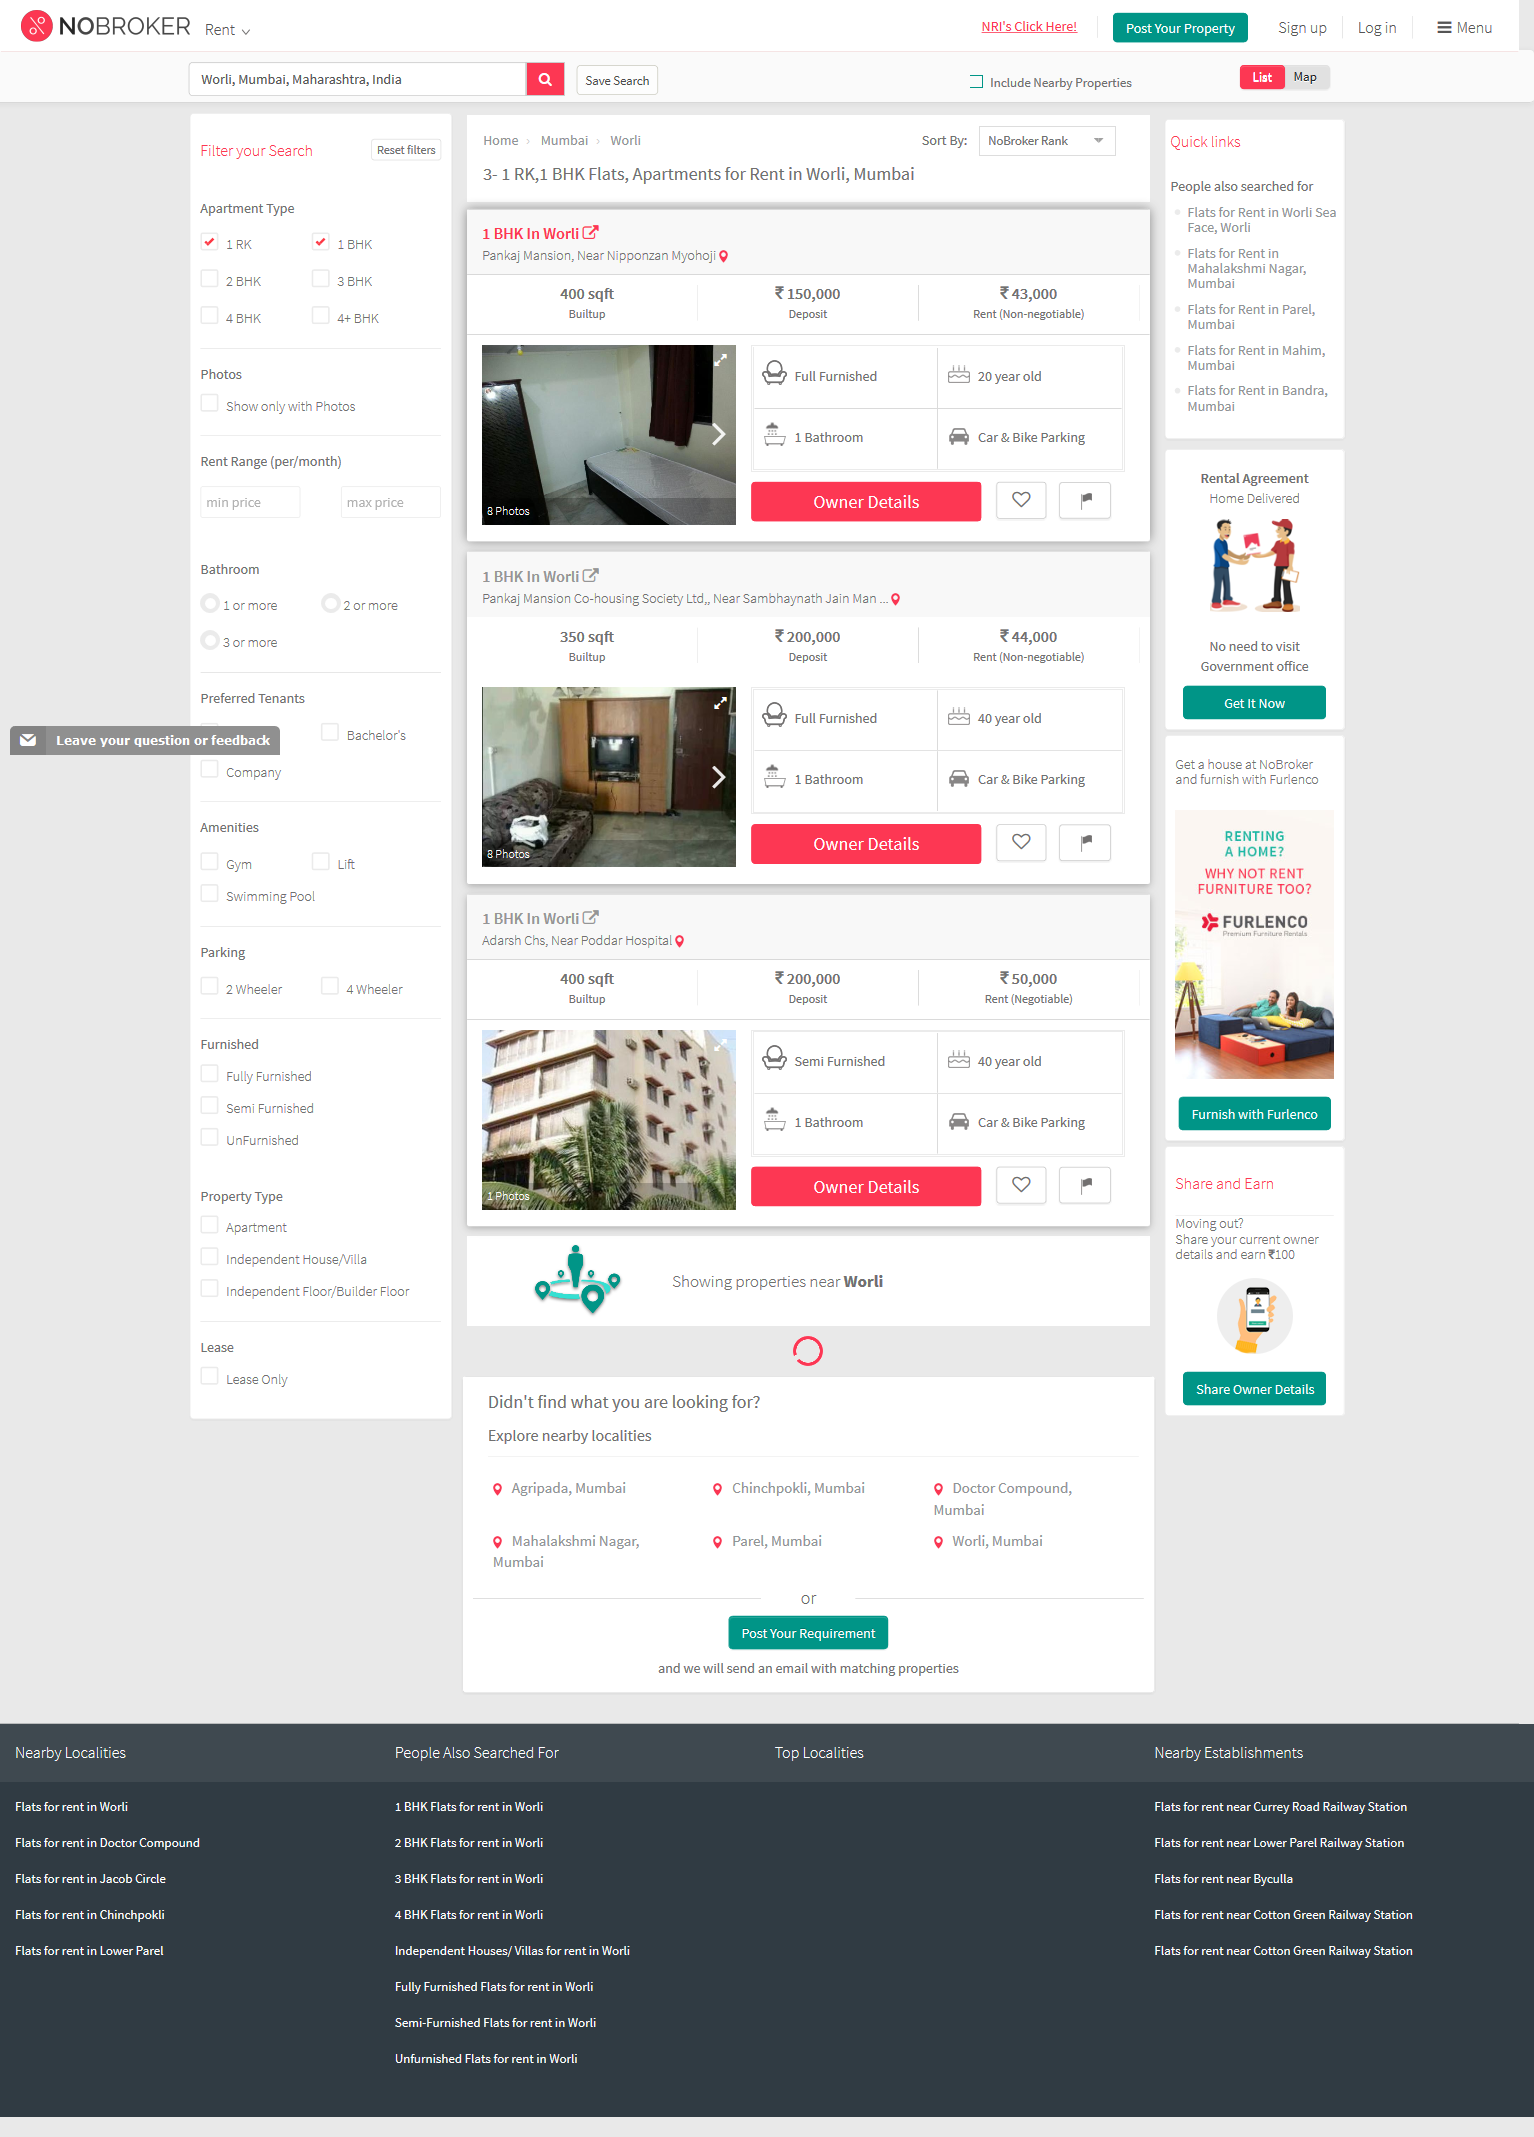 NOBROKER
Rent
NRI's Click Here!
Post Your Property
Sign up
Log in
Menu
Worli, Mumbai, Maharashtra, India
Save Search
Include Nearby Properties
List
Map
Filter your Search
Reset filters
Apartment Type
1 RK
1 BHK
2 BHK
3 BHK
4 BHK
4+ BHK
Photos
Show only with Photos
Rent Range (per/month)
min price
max price
Bathroom
1 or more
2 or more
3 or more
Preferred Tenants
Bachelor's
Leave your question or feedback
Company
Amenities
Gym
Lift
Swimming Pool
Parking
2 Wheeler
4 Wheeler
Furnished
Fully Furnished
Semi Furnished
UnFurnished
Property Type
Apartment
Independent House/Villa
Independent Floor/Builder Floor
Lease
Lease Only
Home › Mumbai › Worli
Sort By:
NoBroker Rank
3- 1 RK,1 BHK Flats, Apartments for Rent in Worli, Mumbai
1 BHK In Worli
Pankaj Mansion, Near Nipponzan Myohoji
400 sqft
Builtup
₹ 150,000
Deposit
₹ 43,000
Rent (Non-negotiable)
8 Photos
Full Furnished
20 year old
1 Bathroom
Car & Bike Parking
Owner Details
1 BHK In Worli
Pankaj Mansion Co-housing Society Ltd,, Near Sambhaynath Jain Man ...
350 sqft
Builtup
₹ 200,000
Deposit
₹ 44,000
Rent (Non-negotiable)
8 Photos
Full Furnished
40 year old
1 Bathroom
Car & Bike Parking
Owner Details
1 BHK In Worli
Adarsh Chs, Near Poddar Hospital
400 sqft
Builtup
₹ 200,000
Deposit
₹ 50,000
Rent (Negotiable)
1 Photos
Semi Furnished
40 year old
1 Bathroom
Car & Bike Parking
Owner Details
Showing properties near Worli
Didn't find what you are looking for?
Explore nearby localities
Agripada, Mumbai
Chinchpokli, Mumbai
Doctor Compound,
Mumbai
Mahalakshmi Nagar,
Mumbai
Parel, Mumbai
Worli, Mumbai
or
Post Your Requirement
and we will send an email with matching properties
Quick links
People also searched for
Flats for Rent in Worli Sea
Face, Worli
Flats for Rent in
Mahalakshmi Nagar,
Mumbai
Flats for Rent in Parel,
Mumbai
Flats for Rent in Mahim,
Mumbai
Flats for Rent in Bandra,
Mumbai
Rental Agreement
Home Delivered
No need to visit
Government office
Get It Now
Get a house at NoBroker
and furnish with Furlenco
RENTING
A HOME?
WHY NOT RENT
FURNITURE TOO?
FURLENCO
Premium Furniture Rentals
Furnish with Furlenco
Share and Earn
Moving out?
Share your current owner
details and earn ₹100
Share Owner Details
Nearby Localities
Flats for rent in Worli
Flats for rent in Doctor Compound
Flats for rent in Jacob Circle
Flats for rent in Chinchpokli
Flats for rent in Lower Parel
People Also Searched For
1 BHK Flats for rent in Worli
2 BHK Flats for rent in Worli
3 BHK Flats for rent in Worli
4 BHK Flats for rent in Worli
Independent Houses/ Villas for rent in Worli
Fully Furnished Flats for rent in Worli
Semi-Furnished Flats for rent in Worli
Unfurnished Flats for rent in Worli
Top Localities
Nearby Establishments
Flats for rent near Currey Road Railway Station
Flats for rent near Lower Parel Railway Station
Flats for rent near Byculla
Flats for rent near Cotton Green Railway Station
Flats for rent near Cotton Green Railway Station